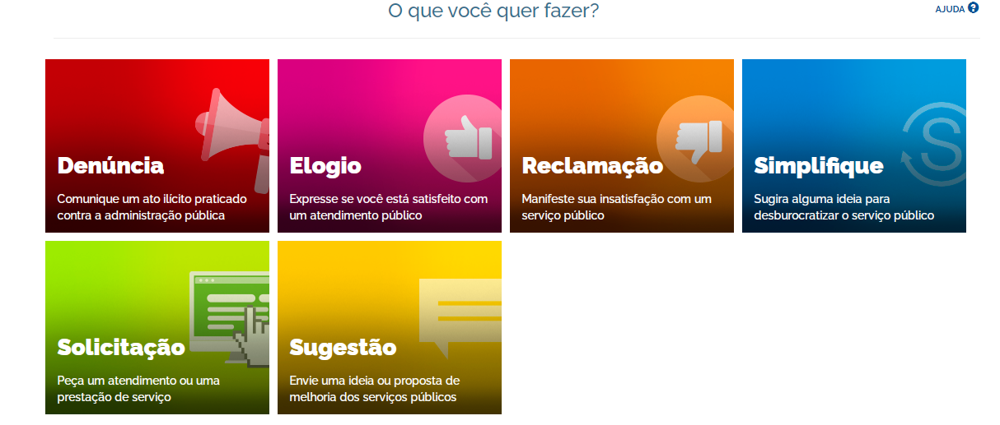 O que você quer fazer?
AJUDA ?
Denúncia
Comunique um ato ilícito praticado
contra a administração pública
Elogio
Expresse se você está satisfeito com
um atendimento público
Reclamação
Manifeste sua insatisfação com um
serviço público
S
Simplifique
Sugira alguma ideia para
desburocratizar o serviço público
Solicitação
Peça um atendimento ou uma
prestação de serviço
Sugestão
Envie uma ideia ou proposta de
melhoria dos serviços públicos